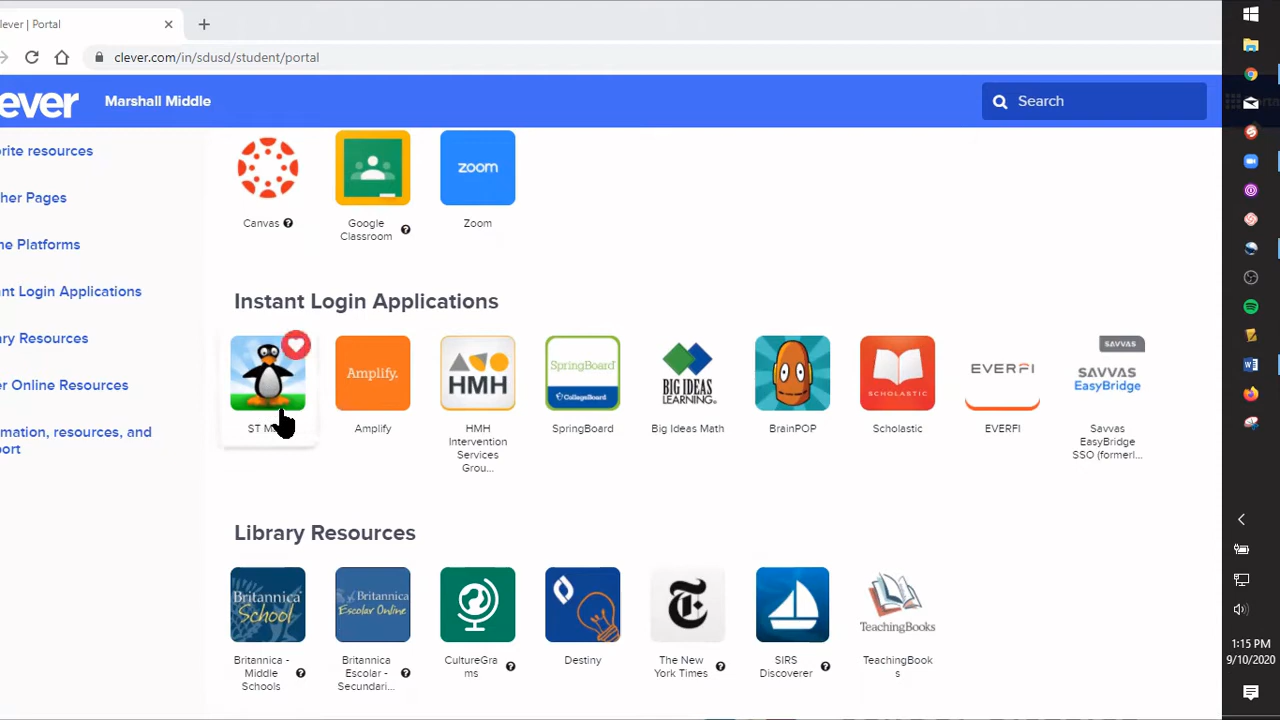 lever | Portal
clever.com/in/sdusd/student/portal
ever
Marshall Middle
Search
rite resources
her Pages
ne Platforms
nt Login Applications
ry Resources
er Online Resources
mation, resources, and
ort
zoom
Canvas ?
Google
Classroom ?
Zoom
Instant Login Applications
Amplify.
HMH
SpringBoard
CollegeBoard
BIG IDEAS
LEARNING
SCHOLASTIC
EVERFI
SAVVAS
SAVVAS
EasyBridge
ST M
Amplify
HMH
Intervention
Services
Grou...
SpringBoard
Big Ideas Math
BrainPOP
Scholastic
EVERFI
Savvas
EasyBridge
SSO (formerl...
Library Resources
Britannica
School
Britannica
Escolar Online
T
TeachingBooks
Britannica -
Middle
Schools ?
Britannica
Escolar -
Secundari... ?
CultureGra
ms ?
Destiny
The New
York Times ?
SIRS
Discoverer ?
TeachingBook
s
1:15 PM
9/10/2020